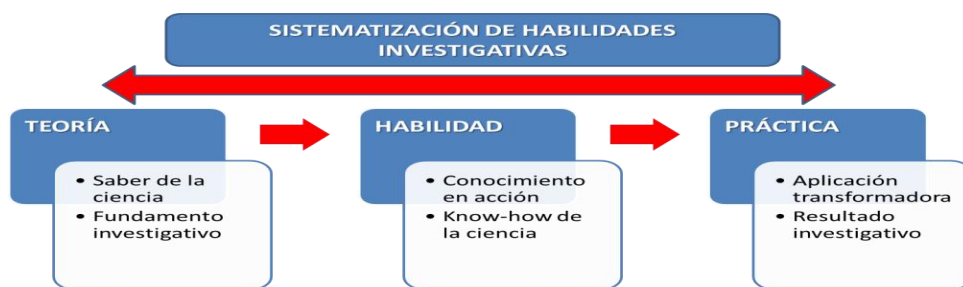 SISTEMATIZACIÓN DE HABILIDADES
INVESTIGATIVAS
TEORÍA
• Saber de la
ciencia
• Fundamento
investigativo
HABILIDAD
• Conocimiento
en acción
• Know-how de
la ciencia
PRÁCTICA
• Aplicación
transformadora
• Resultado
investigativo